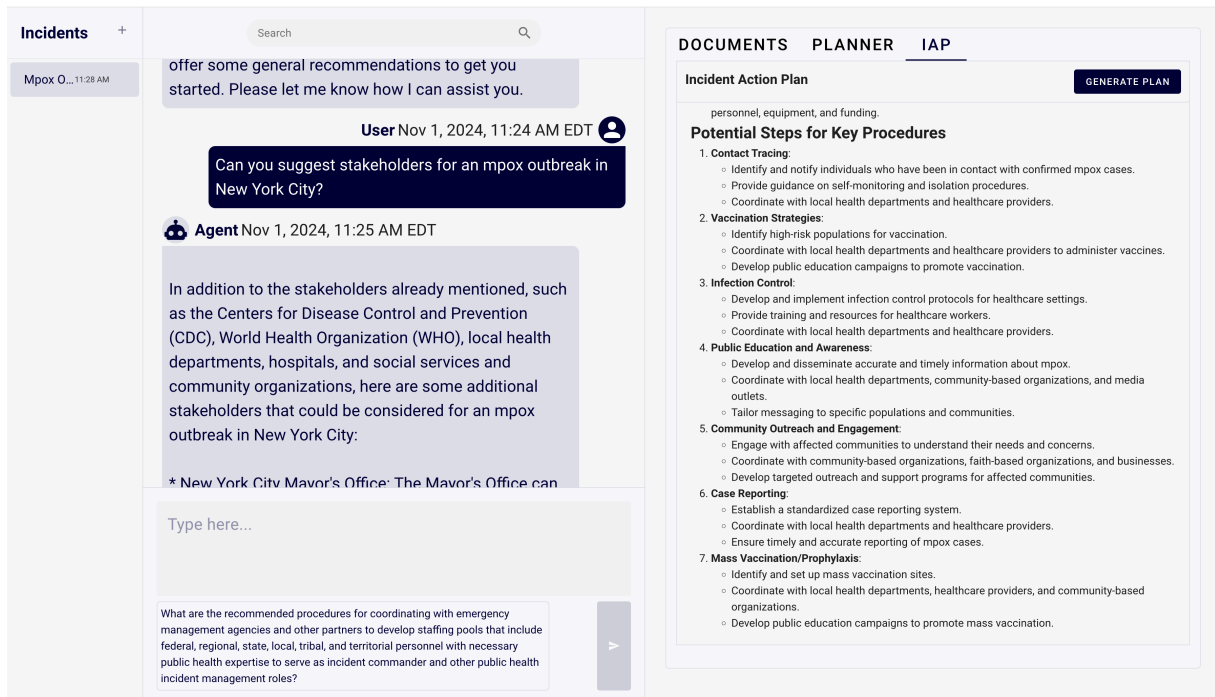 Incidents +
Mpox O... 11:28 AM
Search
offer some general recommendations to get you
started. Please let me know how I can assist you.
User Nov 1, 2024, 11:24 AM EDT
Can you suggest stakeholders for an mpox outbreak in
New York City?
Agent Nov 1, 2024, 11:25 AM EDT
In addition to the stakeholders already mentioned, such
as the Centers for Disease Control and Prevention
(CDC), World Health Organization (WHO), local health
departments, hospitals, and social services and
community organizations, here are some additional
stakeholders that could be considered for an mpox
outbreak in New York City:
* New York City Mayor's Office: The Mayor's Office can
Type here...
What are the recommended procedures for coordinating with emergency
management agencies and other partners to develop staffing pools that include
federal, regional, state, local, tribal, and territorial personnel with necessary
public health expertise to serve as incident commander and other public health
incident management roles?
DOCUMENTS PLANNER IAP
Incident Action Plan
GENERATE PLAN
personnel, equipment, and funding.
Potential Steps for Key Procedures
1. Contact Tracing:
◦ Identify and notify individuals who have been in contact with confirmed mpox cases.
◦ Provide guidance on self-monitoring and isolation procedures.
◦ Coordinate with local health departments and healthcare providers.
2. Vaccination Strategies:
◦ Identify high-risk populations for vaccination.
◦ Coordinate with local health departments and healthcare providers to administer vaccines.
◦ Develop public education campaigns to promote vaccination.
3. Infection Control:
◦ Develop and implement infection control protocols for healthcare settings.
◦ Provide training and resources for healthcare workers.
◦ Coordinate with local health departments and healthcare providers.
4. Public Education and Awareness:
◦ Develop and disseminate accurate and timely information about mpox.
◦ Coordinate with local health departments, community-based organizations, and media
outlets.
◦ Tailor messaging to specific populations and communities.
5. Community Outreach and Engagement:
◦ Engage with affected communities to understand their needs and concerns.
◦ Coordinate with community-based organizations, faith-based organizations, and businesses.
◦ Develop targeted outreach and support programs for affected communities.
6. Case Reporting:
◦ Establish a standardized case reporting system.
◦ Coordinate with local health departments and healthcare providers.
◦ Ensure timely and accurate reporting of mpox cases.
7. Mass Vaccination/Prophylaxis:
◦ Identify and set up mass vaccination sites.
◦ Coordinate with local health departments, healthcare providers, and community-based
organizations.
◦ Develop public education campaigns to promote mass vaccination.